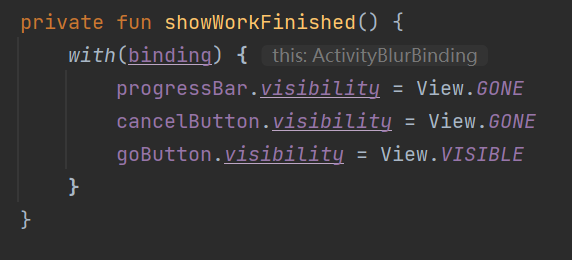 private fun showWorkFinished() {
    with(binding) { this: ActivityBlurBinding
        progressBar.visibility = View.GONE
        cancelButton.visibility = View.GONE
        goButton.visibility = View.VISIBLE
    }
}